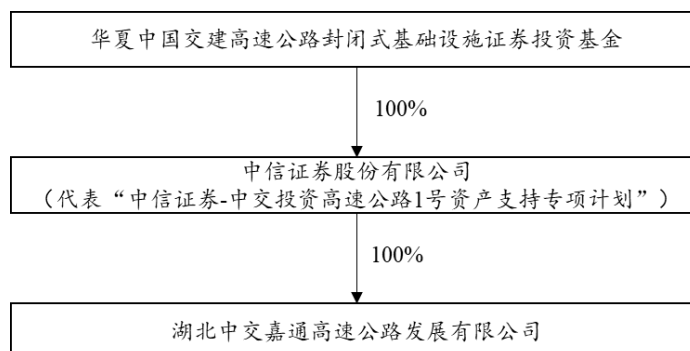 华夏中国交建高速公路封闭式基础设施证券投资基金
100%
中信证券股份有限公司
（代表“中信证券-中交投资高速公路1号资产支持专项计划”）
100%
湖北中交嘉通高速公路发展有限公司